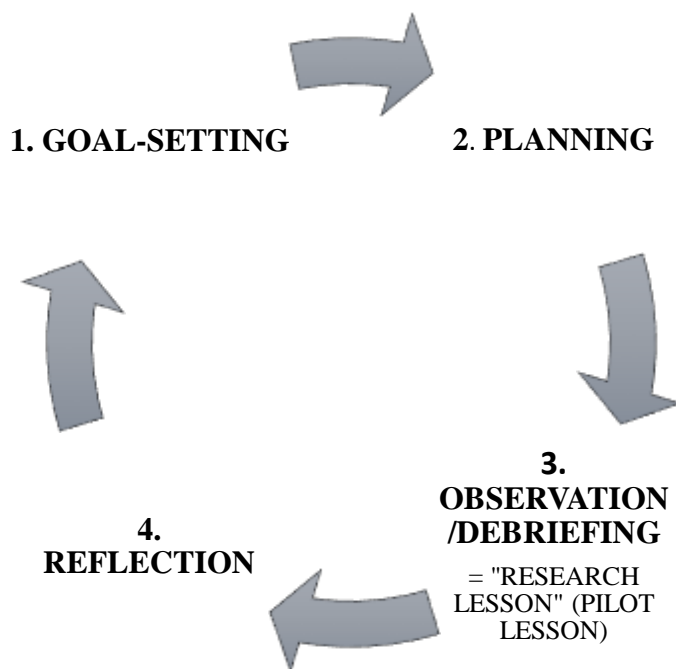 1. GOAL-SETTING
2. PLANNING
3.
OBSERVATION
/DEBRIEFING
= "RESEARCH
LESSON" (PILOT
LESSON)
4.
REFLECTION